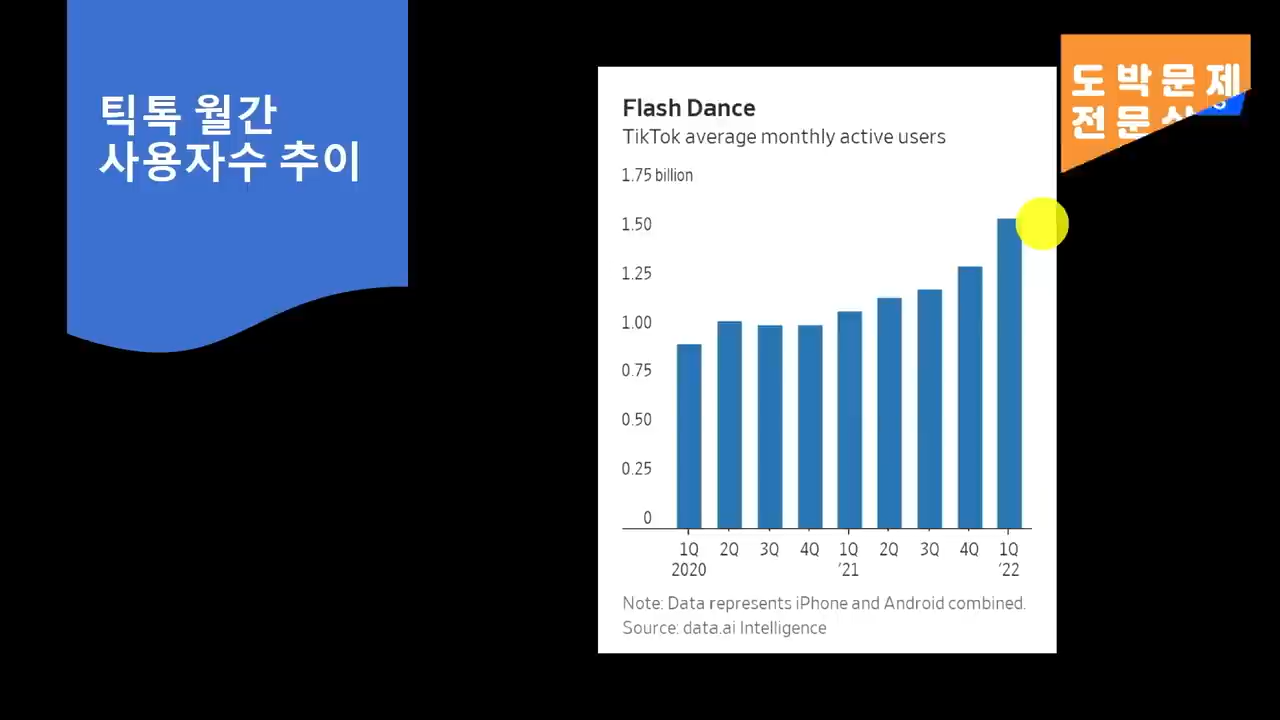 틱톡 월간
사용자수 추이
도박문제
전문
Flash Dance
TikTok average monthly active users
1.75 billion
1.50
1.25
1.00
0.75
0.50
0.25
0
1Q 2Q 3Q 4Q 1Q 2Q 3Q 4Q 1Q
2020 ’21 ’22
Note: Data represents iPhone and Android combined.
Source: data.ai Intelligence